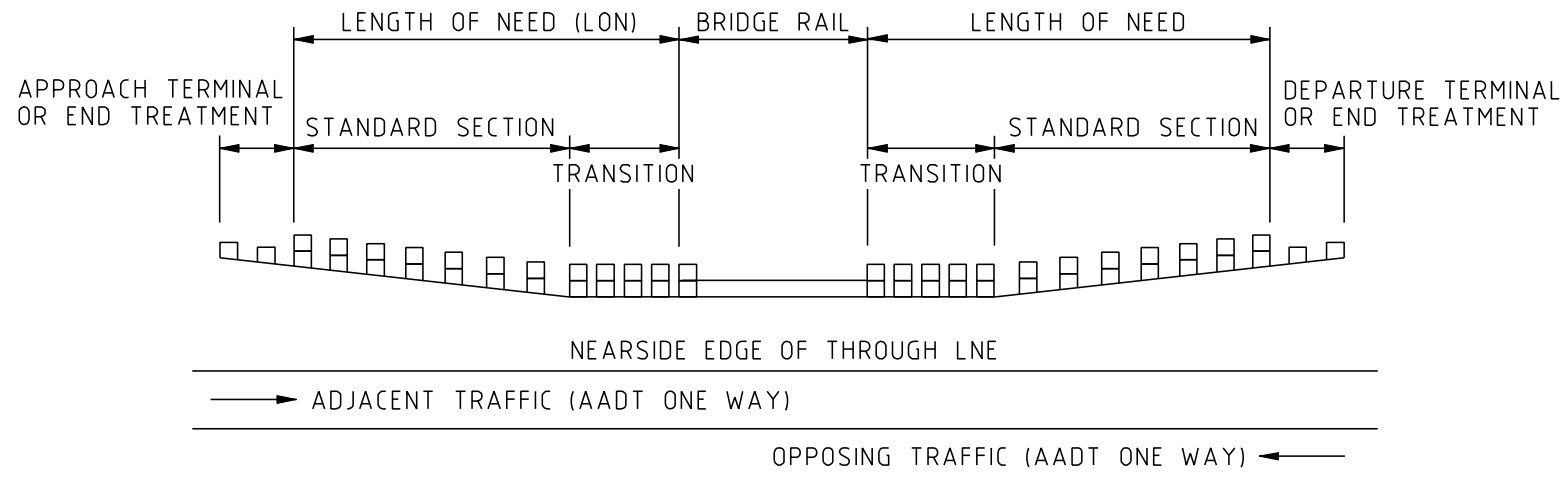 LENGTH OF NEED (LON)
BRIDGE RAIL
LENGTH OF NEED
APPROACH TERMINAL
OR END TREATMENT
DEPARTURE TERMINAL
OR END TREATMENT
STANDARD SECTION
STANDARD SECTION
TRANSITION
TRANSITION
NEARSIDE EDGE OF THROUGH LNE
ADJACENT TRAFFIC (AADT ONE WAY)
OPPOSING TRAFFIC (AADT ONE WAY)